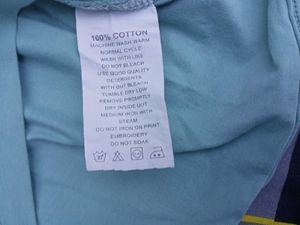 100% COTTON
MACHINE WASH WARM
NORMAL CYCLE
WASH WITH LIKE
DO NOT BLEACH
USE GOOD QUALITY
DETERGENTS
WITH OUT BLEACH
TUMBLE DRY LOW
REMOVE PROMPTLY
DRY INSIDE OUT
MEDIUM IRON WITH
STEAM
DO NOT IRON ON PRINT
EMBROIDERY
DO NOT SOAK